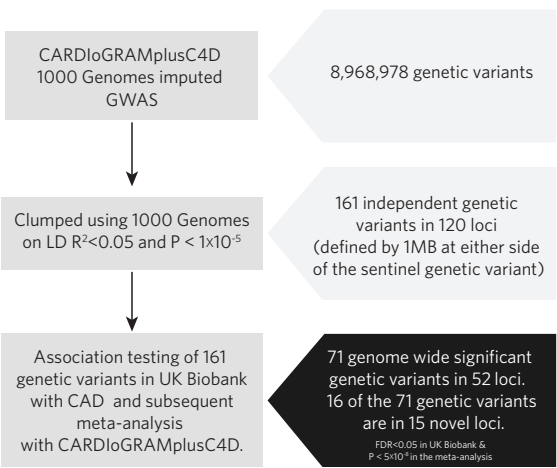 CARDIoGRAMplusC4D
1000 Genomes imputed
GWAS
8,968,978 genetic variants
Clumped using 1000 Genomes
on LD R²<0.05 and P < 1x10⁻⁵
161 independent genetic
variants in 120 loci
(defined by 1MB at either side
of the sentinel genetic variant)
Association testing of 161
genetic variants in UK Biobank
with CAD and subsequent
meta-analysis
with CARDIoGRAMplusC4D.
71 genome wide significant
genetic variants in 52 loci.
16 of the 71 genetic variants
are in 15 novel loci.
FDR<0.05 in UK Biobank &
P < 5x10⁻⁸ in the meta-analysis